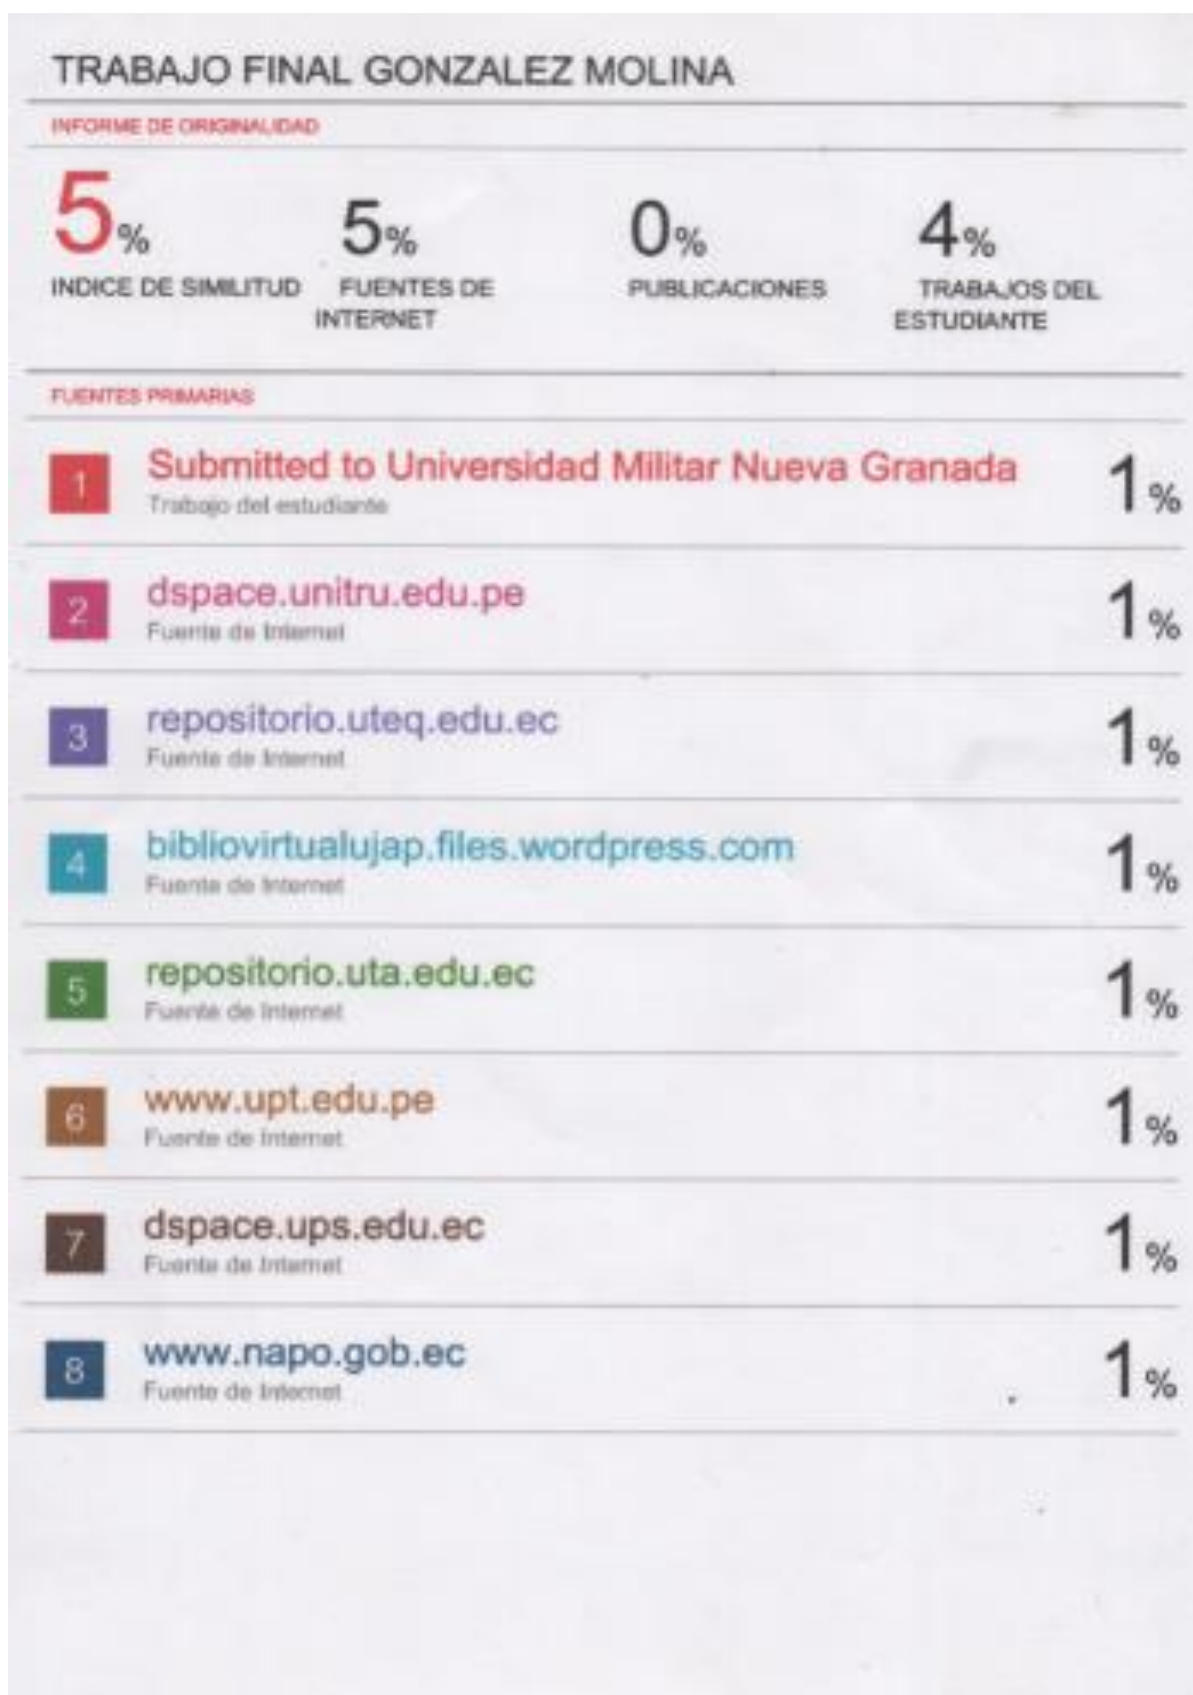 TRABAJO FINAL GONZALEZ MOLINA
INFORME DE ORIGINALIDAD
5% 5% 0% 4%
INDICE DE SIMILITUD FUENTES DE PUBLICACIONES TRABAJOS DEL
INTERNET ESTUDIANTE
FUENTES PRIMARIAS
1 Submitted to Universidad Militar Nueva Granada 1%
Trabajo del estudiante
2 dspace.unitru.edu.pe 1%
Fuente de Internet
3 repositorio.uteq.edu.ec 1%
Fuente de Internet
4 bibliovirtualujap.files.wordpress.com 1%
Fuente de Internet
5 repositorio.uta.edu.ec 1%
Fuente de Internet
6 www.upt.edu.pe 1%
Fuente de Internet
7 dspace.ups.edu.ec 1%
Fuente de Internet
8 www.napo.gob.ec 1%
Fuente de Internet